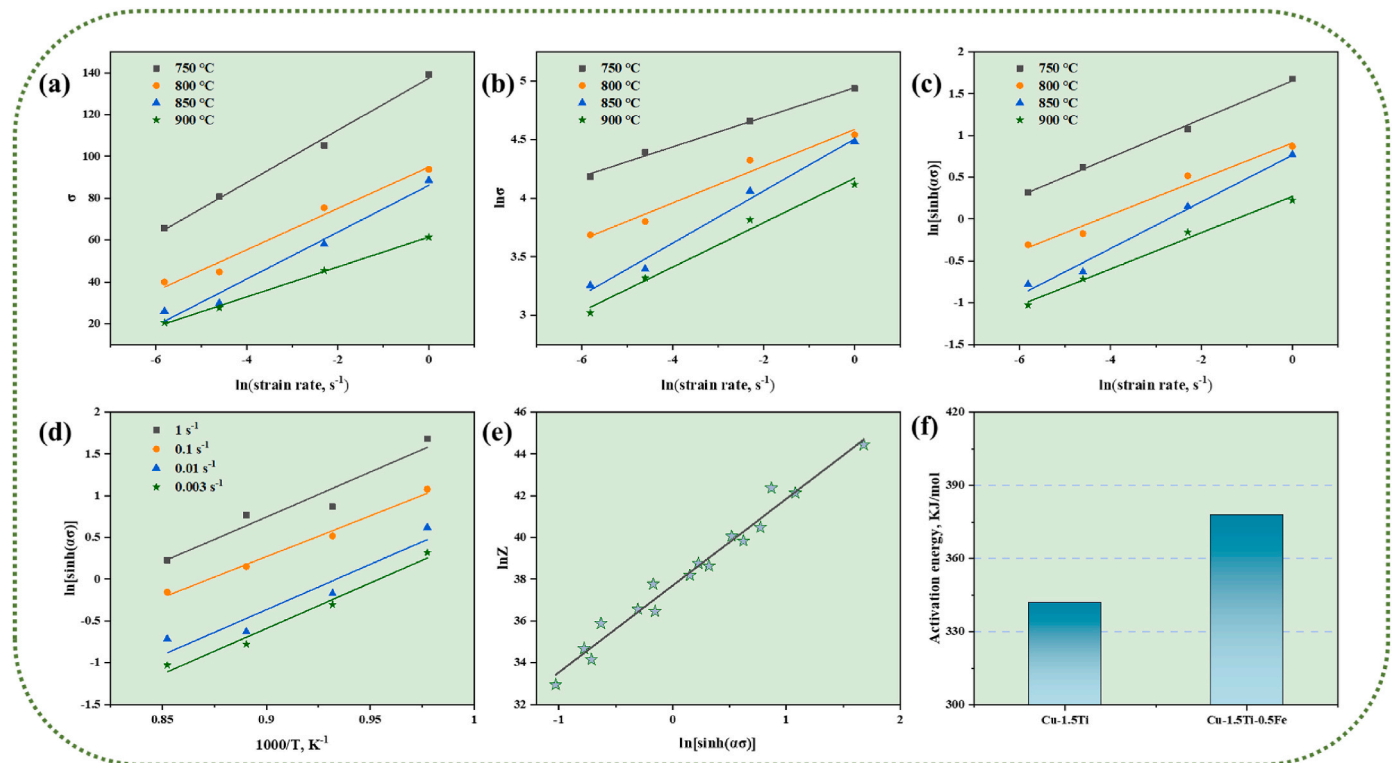 (a)
750 °C
800 °C
850 °C
900 °C
140
120
100
80
60
40
20
σ
-6
-4
-2
0
ln(strain rate, s-1)
(b)
750 °C
800 °C
850 °C
900 °C
5
4.5
4
3.5
3
lnσ
-6
-4
-2
0
ln(strain rate, s-1)
(c)
750 °C
800 °C
850 °C
900 °C
2
1.5
1
0.5
0
-0.5
-1
-1.5
ln[sinh(ασ)]
-6
-4
-2
0
ln(strain rate, s-1)
(d)
1 s-1
0.1 s-1
0.01 s-1
0.003 s-1
2
1.5
1
0.5
0
-0.5
-1
-1.5
ln[sinh(ασ)]
0.85
0.9
0.95
1
1000/T, K-1
(e)
46
44
42
40
38
36
34
32
lnZ
-1
0
1
2
ln[sinh(ασ)]
(f)
420
390
360
330
300
Activation energy, KJ/mol
Cu-1.5Ti
Cu-1.5Ti-0.5Fe